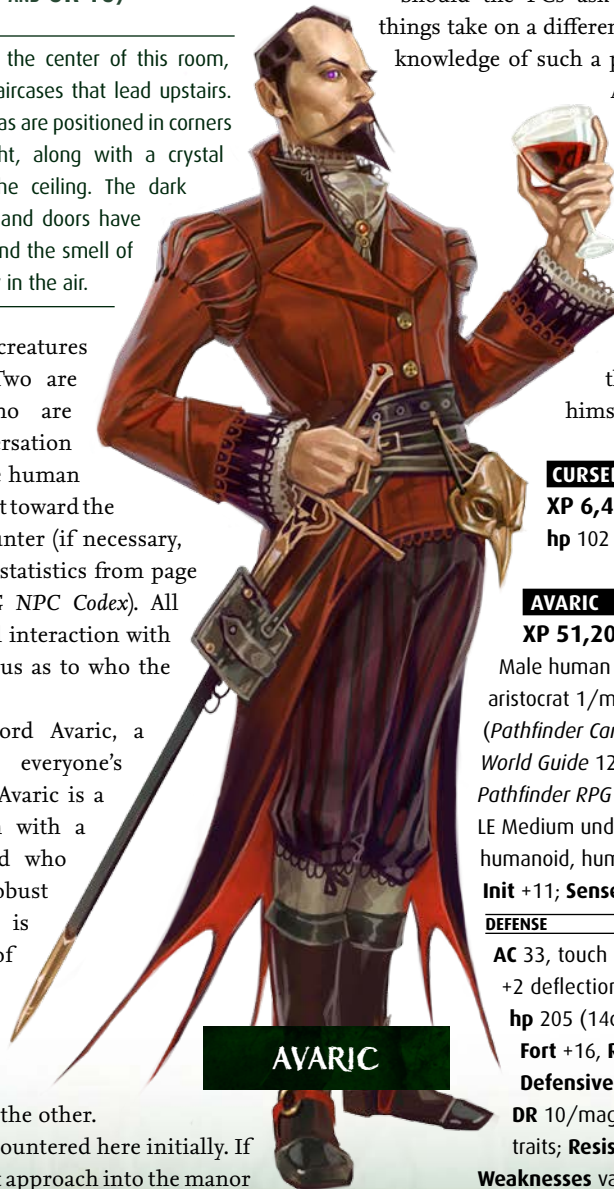 AND UN 10)
the center of this room,
aircases that lead upstairs.
as are positioned in corners
ht, along with a crystal
he ceiling. The dark
and doors have
nd the smell of
in the air.
creatures
Two are
ho are
ersation
human
t toward the
unter (if necessary,
statistics from page
NPC Codex). All
l interaction with
us as to who the
ord Avaric, a
everyone's
Avaric is a
with a
d who
obust
is
of
the other.
ountered here initially. If
approach into the manor
should the PCs ask
things take on a differen
knowledge of such a p
th
hims
CURSE
XP 6,4
hp 102
AVARIC
XP 51,20
Male human
aristocrat 1/m
(Pathfinder Can
World Guide 12
Pathfinder RPG
LE Medium und
humanoid, hum
Init +11; Sense
DEFENSE
AC 33, touch
+2 deflection
hp 205 (14d
Fort +16, R
Defensive
DR 10/mag
traits; Resis
Weaknesses va
AVARIC